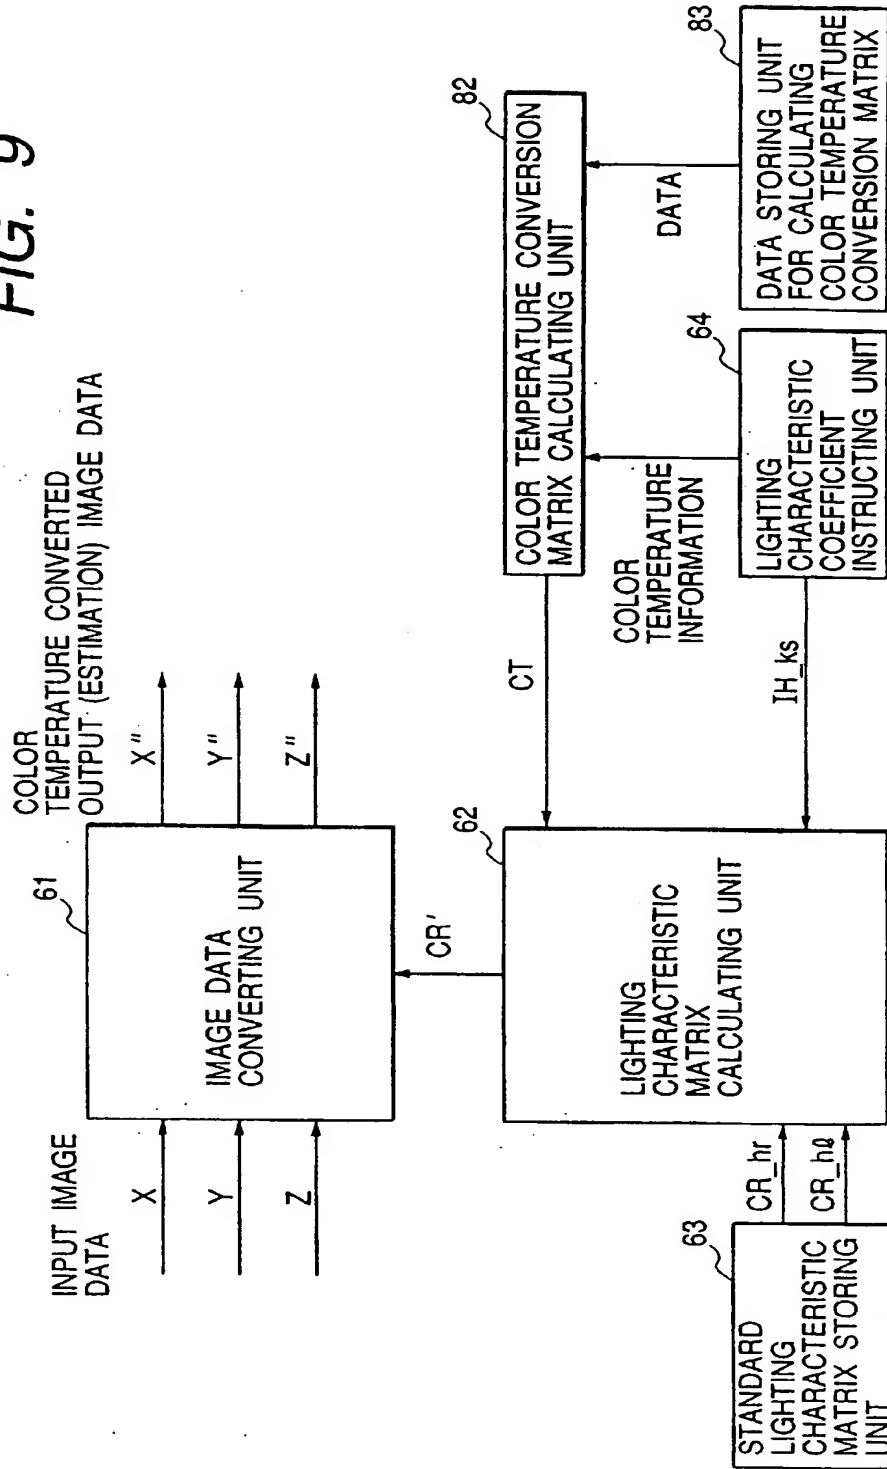 FIG. 9
INPUT IMAGE
DATA
X
Y
Z
61
IMAGE DATA
CONVERTING UNIT
COLOR
TEMPERATURE CONVERTED
OUTPUT (ESTIMATION) IMAGE DATA
X"
Y"
Z"
CR'
62
LIGHTING
CHARACTERISTIC
MATRIX
CALCULATING UNIT
63
STANDARD
LIGHTING
CHARACTERISTIC
MATRIX STORING
UNIT
CR_hr
CR_hℓ
CT
IH_ks
82
COLOR TEMPERATURE CONVERSION
MATRIX CALCULATING UNIT
COLOR
TEMPERATURE
INFORMATION
DATA
64
LIGHTING
CHARACTERISTIC
COEFFICIENT
INSTRUCTING UNIT
83
DATA STORING UNIT
FOR CALCULATING
COLOR TEMPERATURE
CONVERSION MATRIX